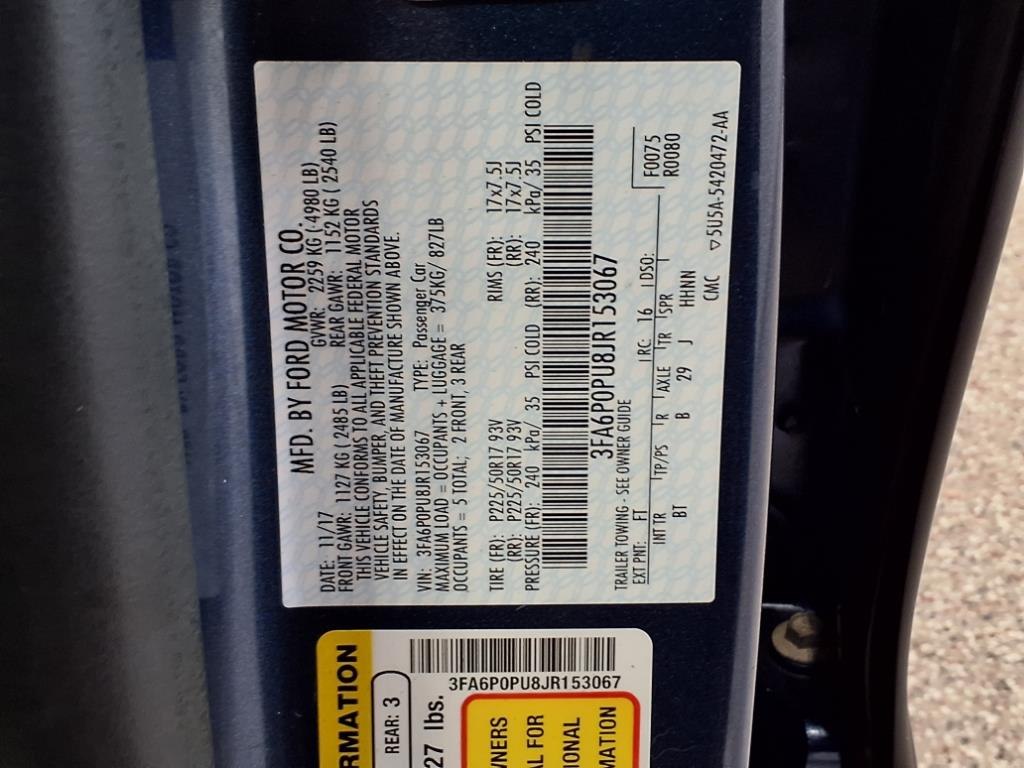 MFD. BY FORD MOTOR CO.
DATE: 11/17 GVWR: 2259 KG ( 4980 LB)
FRONT GAWR: 1127 KG ( 2485 LB) REAR GAWR: 1152 KG ( 2540 LB)
THIS VEHICLE CONFORMS TO ALL APPLICABLE FEDERAL MOTOR
VEHICLE SAFETY, BUMPER, AND THEFT PREVENTION STANDARDS
IN EFFECT ON THE DATE OF MANUFACTURE SHOWN ABOVE.
VIN: 3FA6P0PU8JR153067 TYPE: Passenger Car
MAXIMUM LOAD = OCCUPANTS + LUGGAGE = 375KG/ 827LB
OCCUPANTS = 5 TOTAL; 2 FRONT, 3 REAR
TIRE (FR): P225/50R17 93V RIMS (FR): 17x7.5J
(RR): P225/50R17 93V (RR): 17x7.5J
PRESSURE (FR): 240 kPa/ 35 PSI COLD (RR): 240 kPa/ 35 PSI COLD
3FA6P0PU8JR153067
TRAILER TOWING - SEE OWNER GUIDE
EXT PNT: FT RC: 16 DSO: F0075
R0080
INT TR TP/PS R AXLE TR SPR
BT B 29 J HHNN
CMC ▽5U5A-5420472-AA
RMATION
REAR: 3
27 lbs.
3FA6P0PU8JR153067
WNERS
AL FOR
IONAL
MATION